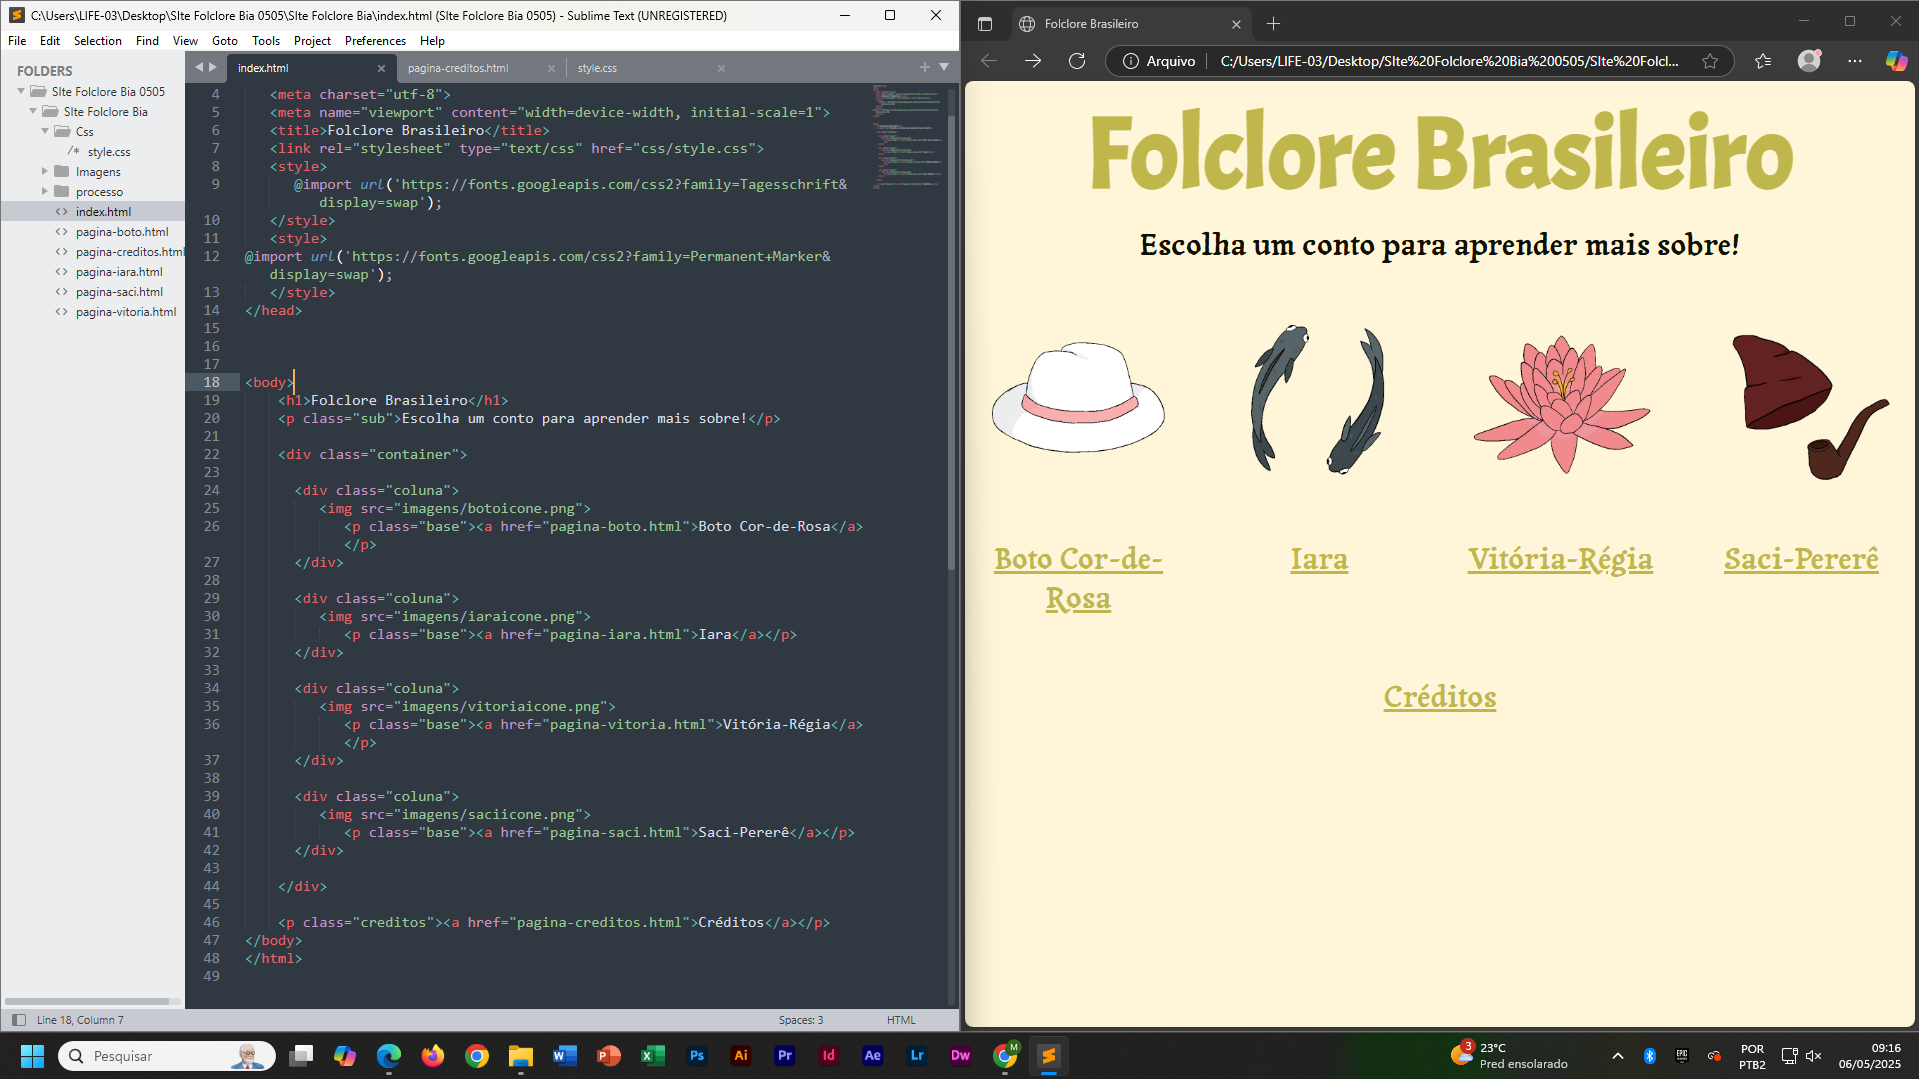 C:\Users\LIFE-03\Desktop\SIte Folclore Bia 0505\SIte Folclore Bia\index.html (SIte Folclore Bia 0505) - Sublime Text (UNREGISTERED)
File Edit Selection Find View Goto Tools Project Preferences Help
FOLDERS
SIte Folclore Bia 0505
SIte Folclore Bia
Css
/* style.css
Imagens
processo
<> index.html
<> pagina-boto.html
<> pagina-creditos.html
<> pagina-iara.html
<> pagina-saci.html
<> pagina-vitoria.html
index.html pagina-creditos.html style.css
4 <meta charset="utf-8">
5 <meta name="viewport" content="width=device-width, initial-scale=1">
6 <title>Folclore Brasileiro</title>
7 <link rel="stylesheet" type="text/css" href="css/style.css">
8 <style>
9 @import url('https://fonts.googleapis.com/css2?family=Tagesschrift&
display=swap');
10 </style>
11 <style>
12 @import url('https://fonts.googleapis.com/css2?family=Permanent+Marker&
display=swap');
13 </style>
14 </head>
15
16
17
18 <body>
19 <h1>Folclore Brasileiro</h1>
20 <p class="sub">Escolha um conto para aprender mais sobre!</p>
21
22 <div class="container">
23
24 <div class="coluna">
25 <img src="imagens/botoicone.png">
26 <p class="base"><a href="pagina-boto.html">Boto Cor-de-Rosa</a>
</p>
27 </div>
28
29 <div class="coluna">
30 <img src="imagens/iaraicone.png">
31 <p class="base"><a href="pagina-iara.html">Iara</a></p>
32 </div>
33
34 <div class="coluna">
35 <img src="imagens/vitoriaicone.png">
36 <p class="base"><a href="pagina-vitoria.html">Vitória-Régia</a>
</p>
37 </div>
38
39 <div class="coluna">
40 <img src="imagens/saciicone.png">
41 <p class="base"><a href="pagina-saci.html">Saci-Pererê</a></p>
42 </div>
43
44 </div>
45
46 <p class="creditos"><a href="pagina-creditos.html">Créditos</a></p>
47 </body>
48 </html>
49
Line 18, Column 7 Spaces: 3 HTML
Folclore Brasileiro
Arquivo C:/Users/LIFE-03/Desktop/SIte%20Folclore%20Bia%200505/SIte%20Folcl...
Folclore Brasileiro
Escolha um conto para aprender mais sobre!
Boto Cor-de-
Rosa
Iara
Vitória-Régia
Saci-Pererê
Créditos
Pesquisar
Ps Ai Pr Id Ae Lr Dw
M
3
23°C
Pred ensolarado
EPIC
POR
PTB2
09:16
06/05/2025